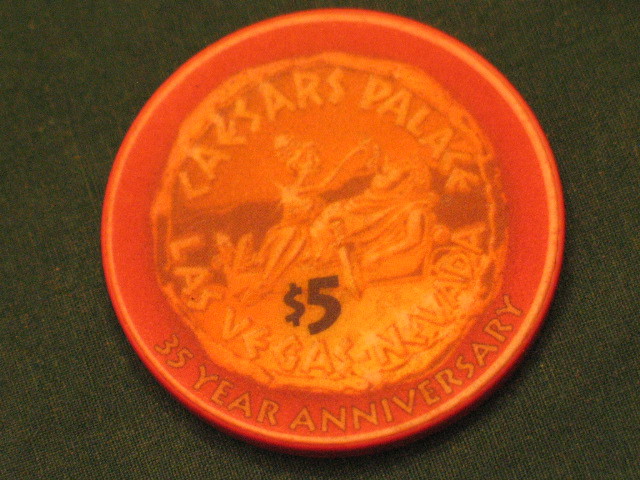 CAESARS PALACE
$5
LAS VEGAS, NEVADA
35 YEAR ANNIVERSARY